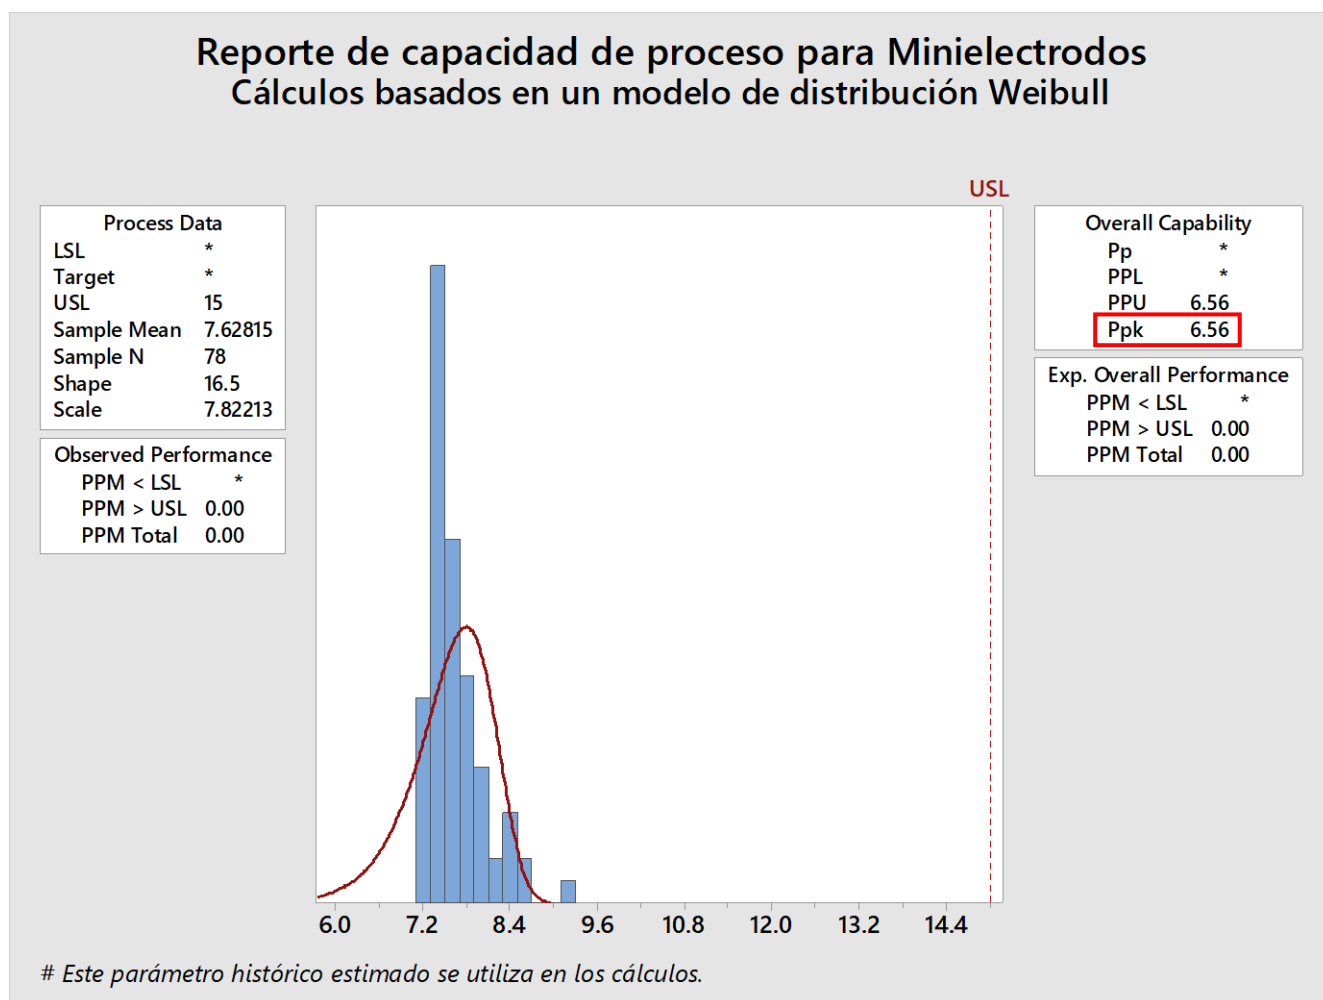 Reporte de capacidad de proceso para Minielectrodos
Cálculos basados en un modelo de distribución Weibull
USL
Process Data
LSL *
Target *
USL 15
Sample Mean 7.62815
Sample N 78
Shape 16.5
Scale 7.82213
Observed Performance
PPM < LSL *
PPM > USL 0.00
PPM Total 0.00
Overall Capability
Pp *
PPL *
PPU 6.56
Ppk 6.56
Exp. Overall Performance
PPM < LSL *
PPM > USL 0.00
PPM Total 0.00
6.0 7.2 8.4 9.6 10.8 12.0 13.2 14.4
# Este parámetro histórico estimado se utiliza en los cálculos.